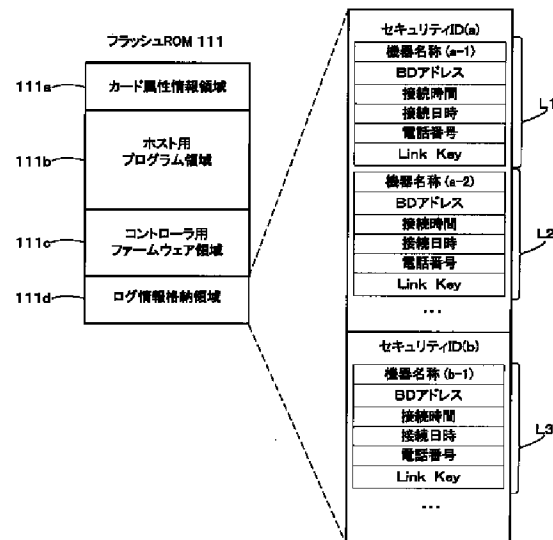 フラッシュROM 111
111a
カード属性情報領域
111b
ホスト用
プログラム領域
111c
コントローラ用
ファームウェア領域
111d
ログ情報格納領域
セキュリティID(a)
機器名称 (a-1)
BDアドレス
接続時間
接続日時
電話番号
Link Key
L1
機器名称 (a-2)
BDアドレス
接続時間
接続日時
電話番号
Link Key
L2
...
セキュリティID(b)
機器名称 (b-1)
BDアドレス
接続時間
接続日時
電話番号
Link Key
L3
...